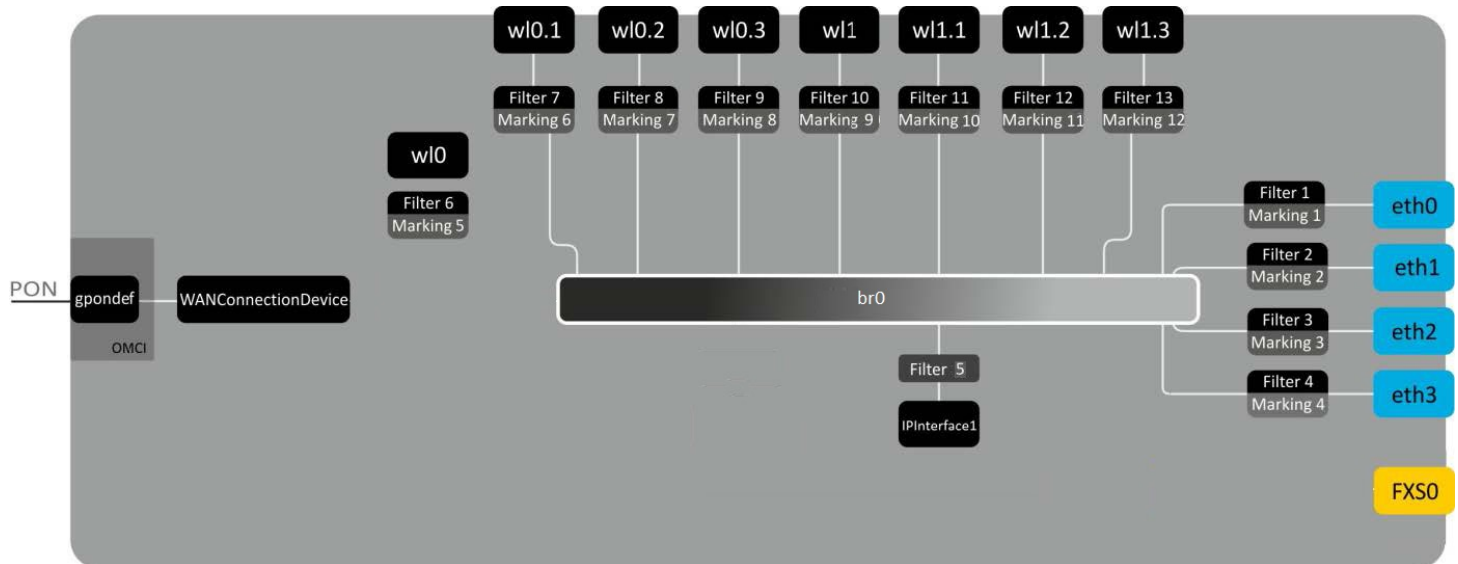 wl0.1
wl0.2
wl0.3
wl1
wl1.1
wl1.2
wl1.3
Filter 7
Marking 6
Filter 8
Marking 7
Filter 9
Marking 8
Filter 10
Marking 9
Filter 11
Marking 10
Filter 12
Marking 11
Filter 13
Marking 12
wl0
Filter 6
Marking 5
Filter 1
Marking 1
eth0
Filter 2
Marking 2
eth1
PON
gpondef
OMCI
WANConnectionDevice
br0
Filter 3
Marking 3
eth2
Filter 5
IPInterface1
Filter 4
Marking 4
eth3
FXS0